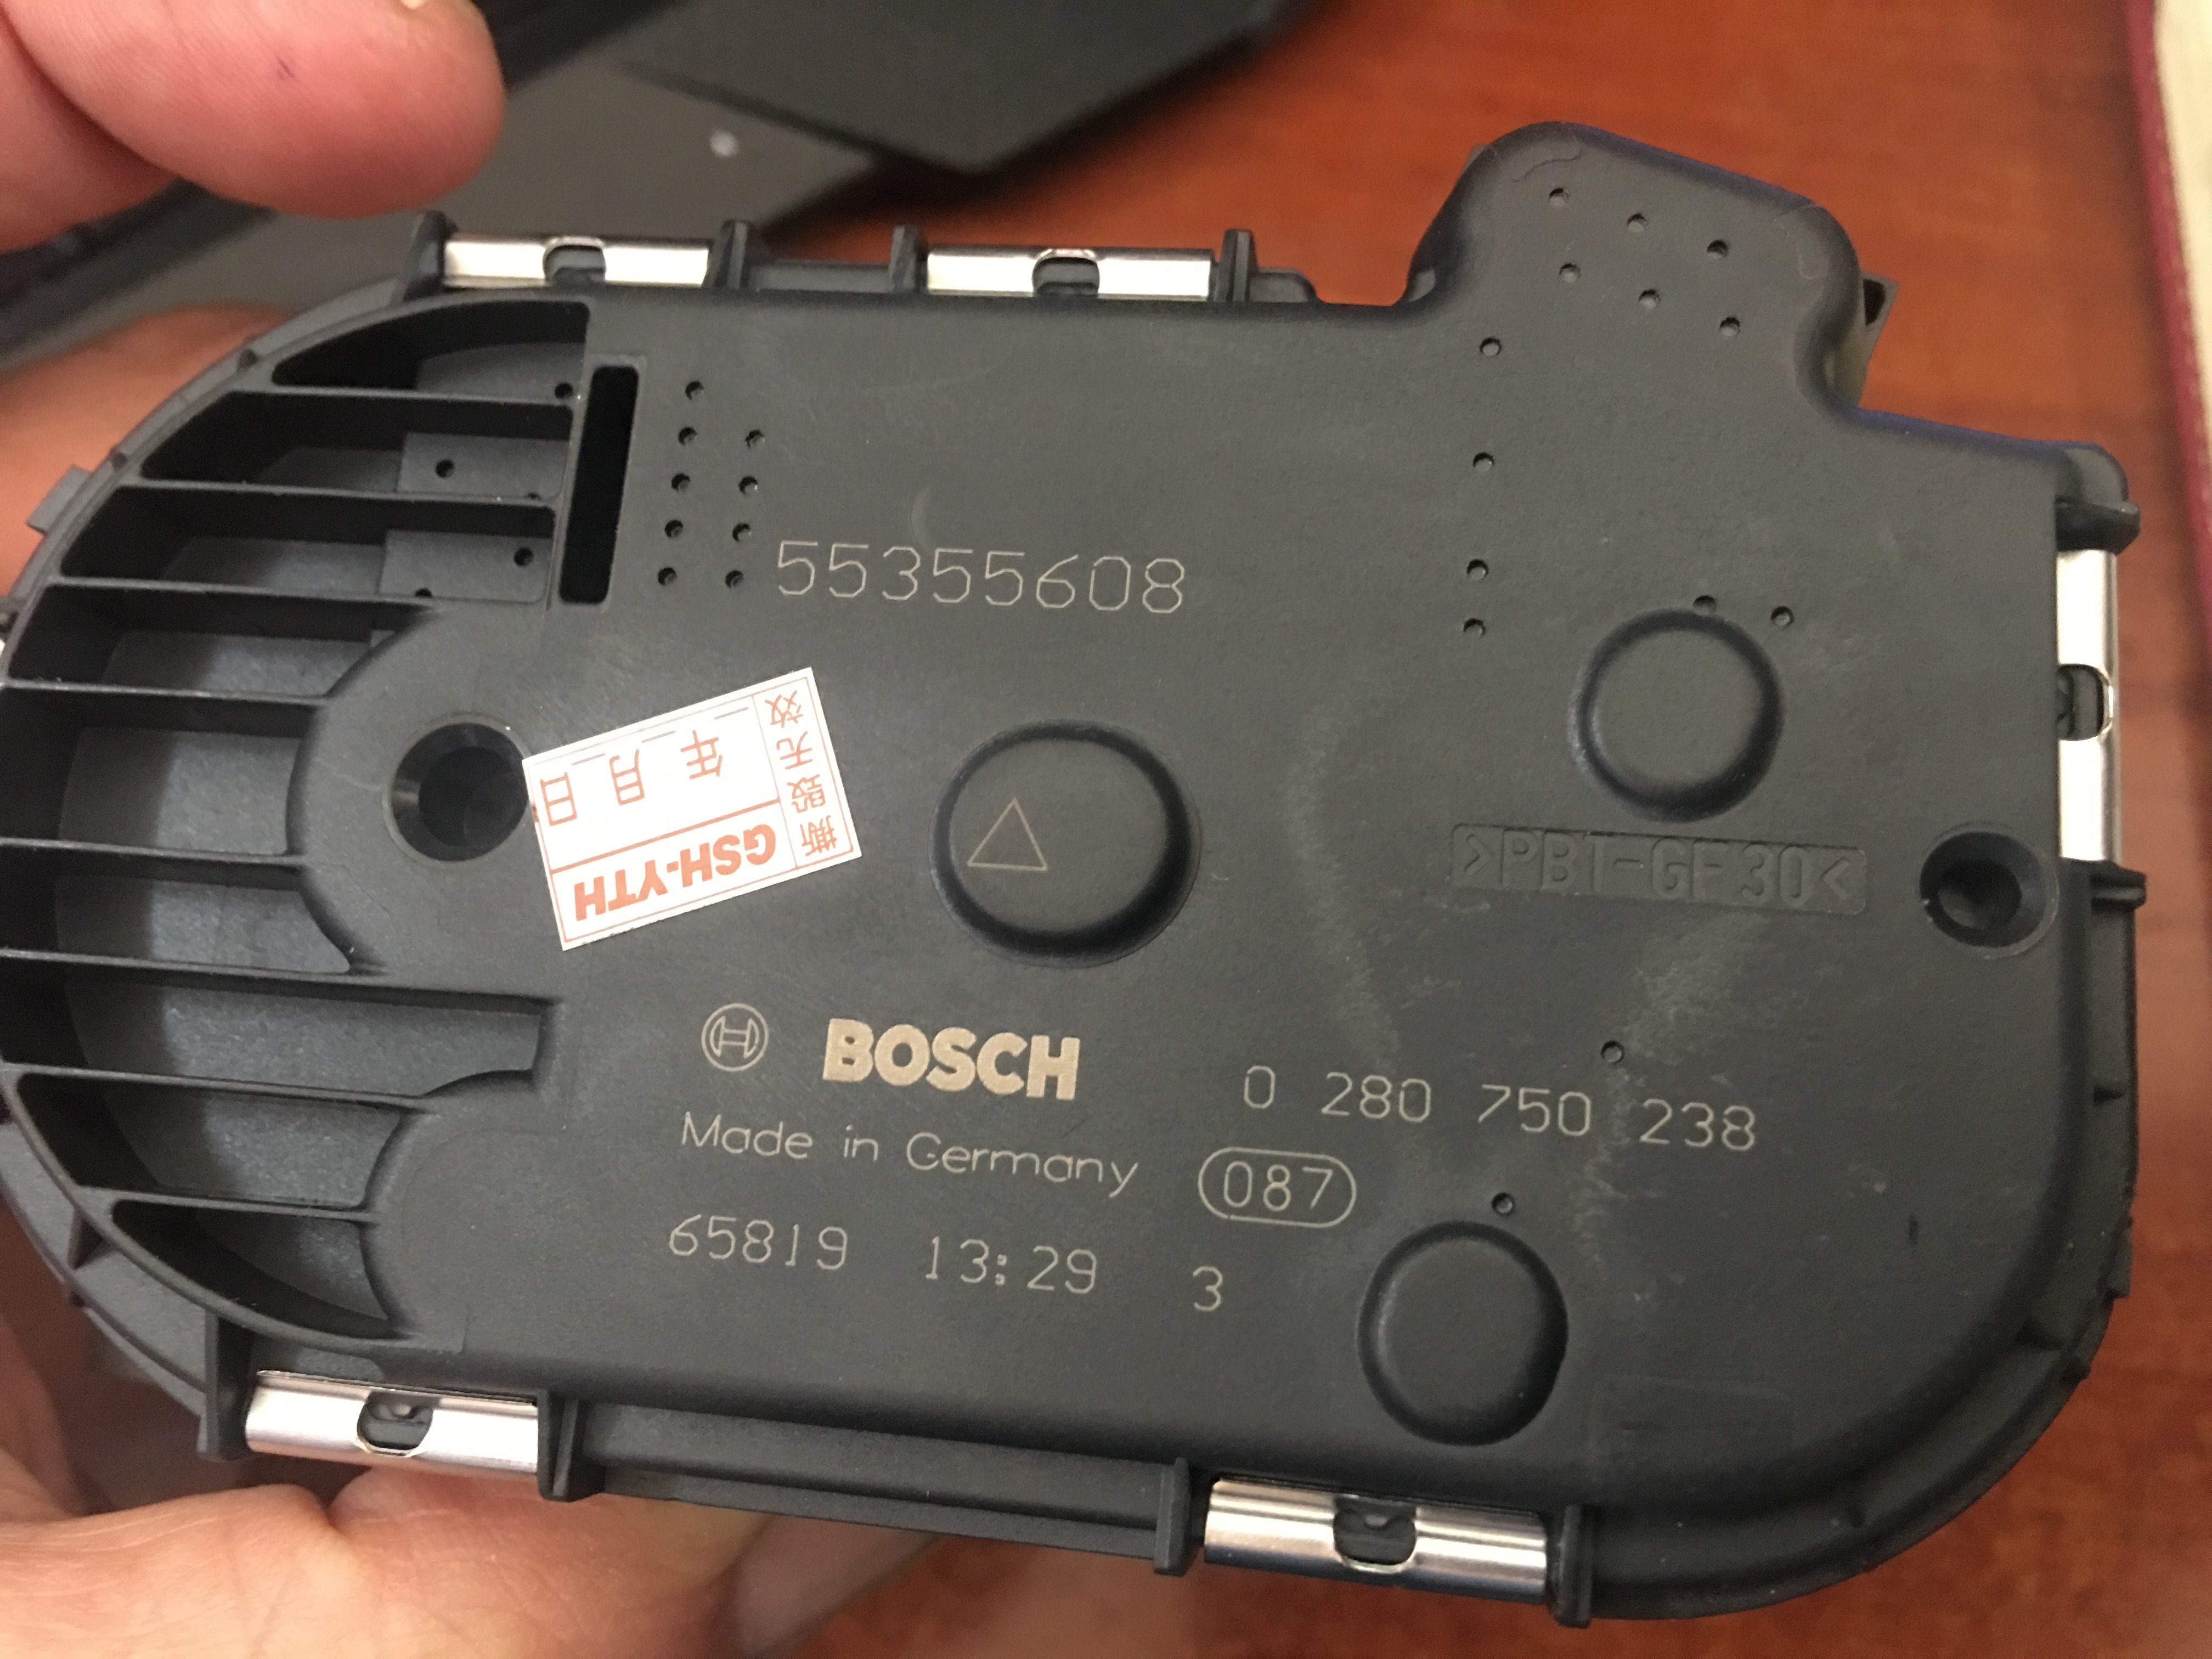 55355608
撕毁无效
年 月 日
GSH-YTH
>PBT-GF30<
BOSCH
0 280 750 238
Made in Germany
087
65819 13:29 3